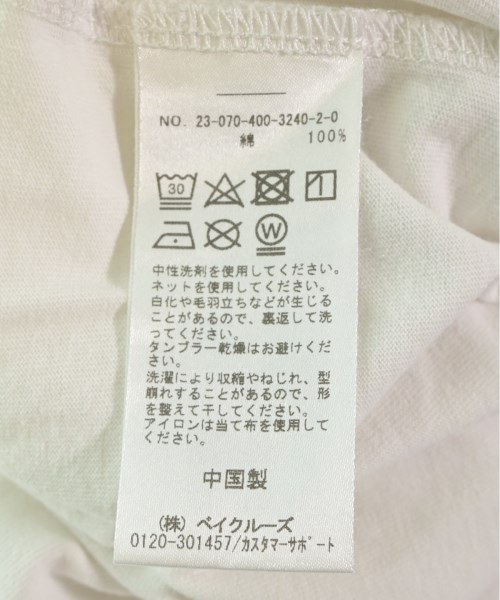 NO. 23-070-400-3240-2-0
綿 100%
30
W
中性洗剤を使用してください。
ネットを使用してください。
白化や毛羽立ちなどが生じる
ことがあるので、裏返して洗
ってください。
タンブラー乾燥はお避けくだ
さい。
洗濯により収縮やねじれ、型
崩れすることがあるので、形
を整えて干してください。
アイロンは当て布を使用して
ください。
中国製
(株) ベイクルーズ
0120-301457/ｶｽﾀﾏｰｻﾎﾟｰﾄ